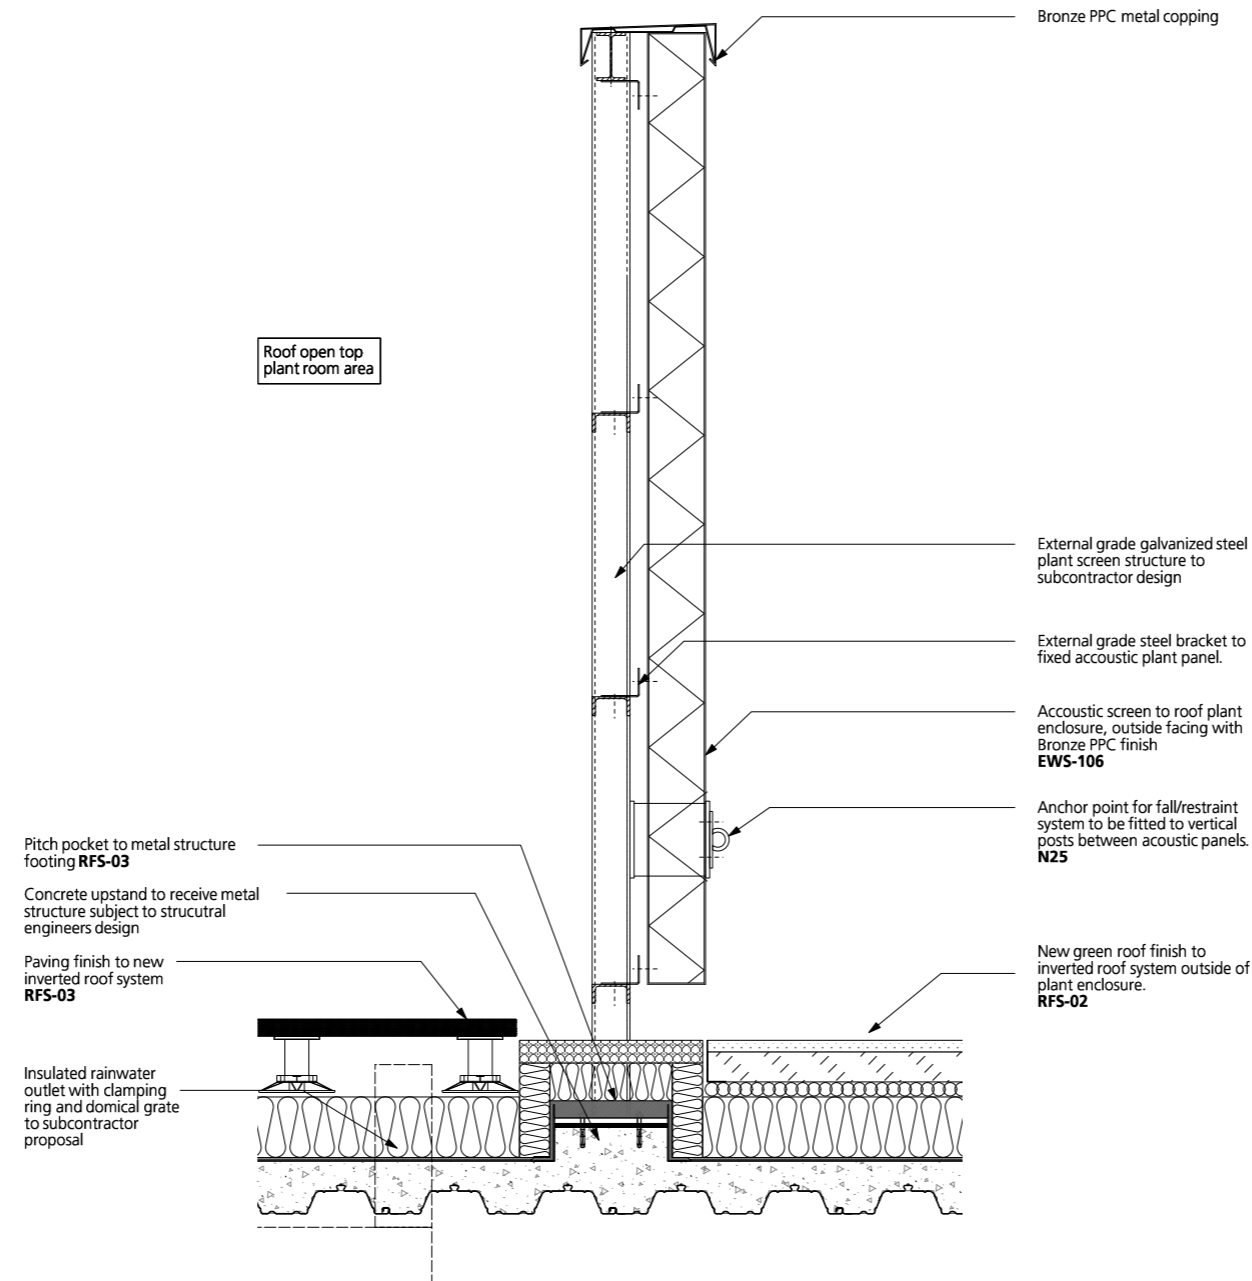 Bronze PPC metal copping
Roof open top
plant room area
External grade galvanized steel
plant screen structure to
subcontractor design
External grade steel bracket to
fixed accoustic plant panel.
Accoustic screen to roof plant
enclosure, outside facing with
Bronze PPC finish
EWS-106
Anchor point for fall/restraint
system to be fitted to vertical
posts between acoustic panels.
N25
Pitch pocket to metal structure
footing RFS-03
Concrete upstand to receive metal
structure subject to strucutral
engineers design
Paving finish to new
inverted roof system
RFS-03
New green roof finish to
inverted roof system outside of
plant enclosure.
RFS-02
Insulated rainwater
outlet with clamping
ring and domical grate
to subcontractor
proposal